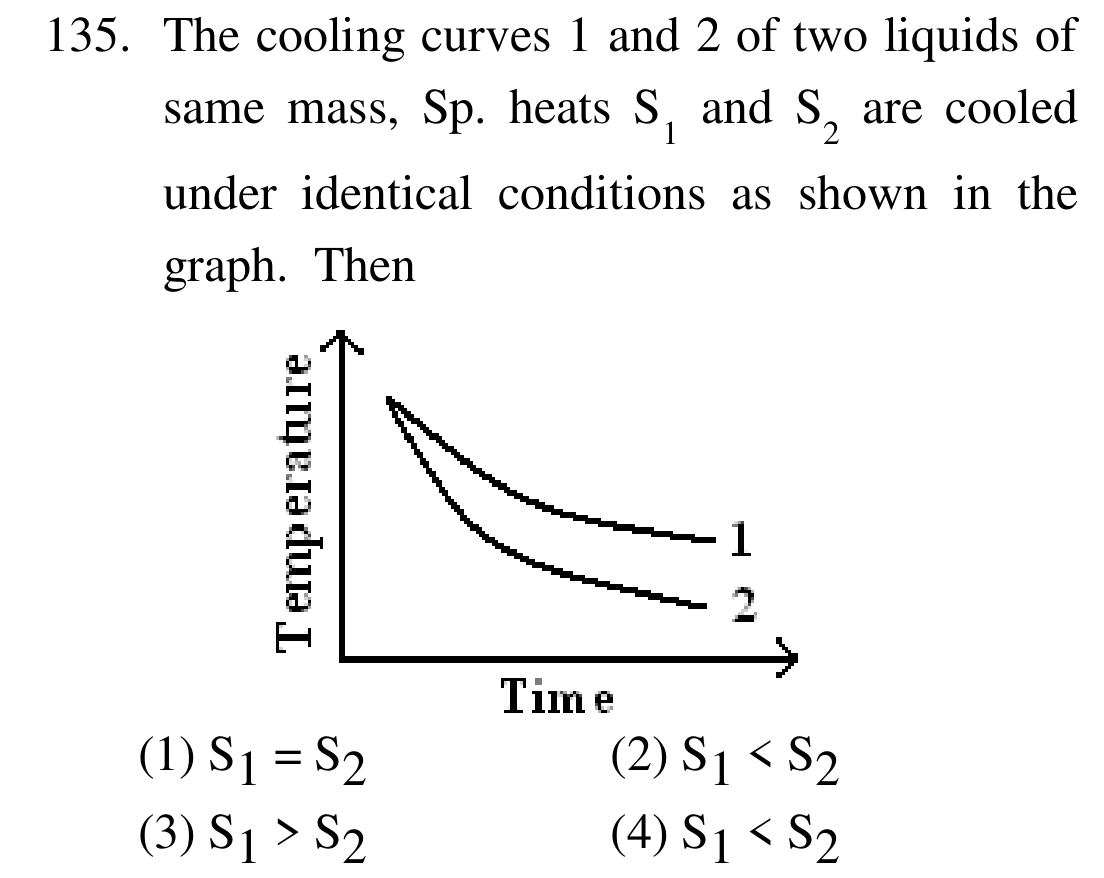 135. The cooling curves 1 and 2 of two liquids of
same mass, Sp. heats S₁ and S₂ are cooled
under identical conditions as shown in the
graph. Then
Temperature
1
2
Time
(1) S₁ = S₂ (2) S₁ < S₂
(3) S₁ > S₂ (4) S₁ < S₂